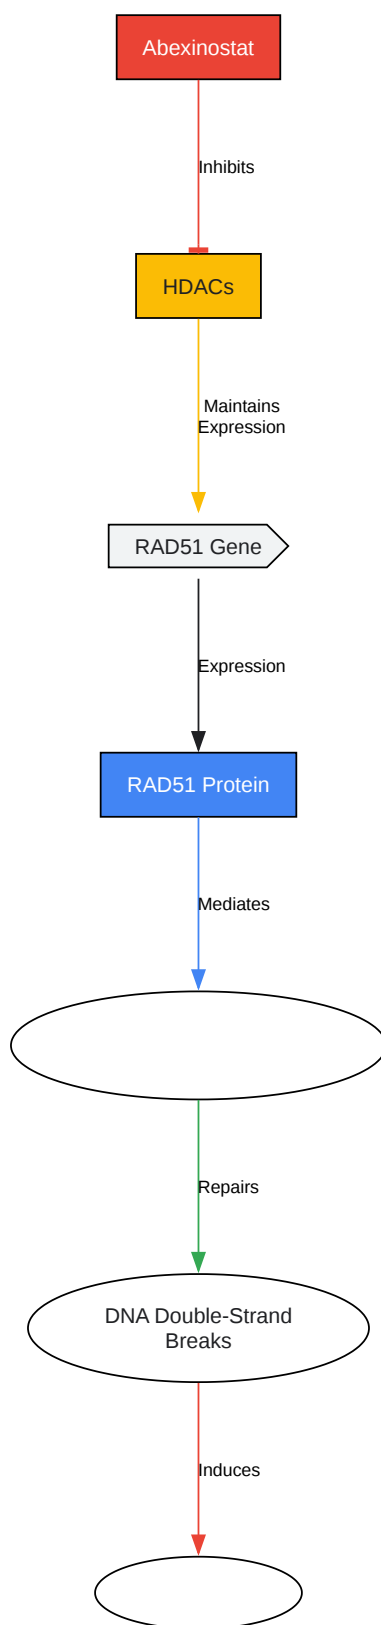 Abexinostat
Inhibits
HDACs
Maintains
Expression
RAD51 Gene
Expression
RAD51 Protein
Mediates
Repairs
DNA Double-Strand
Breaks
Induces